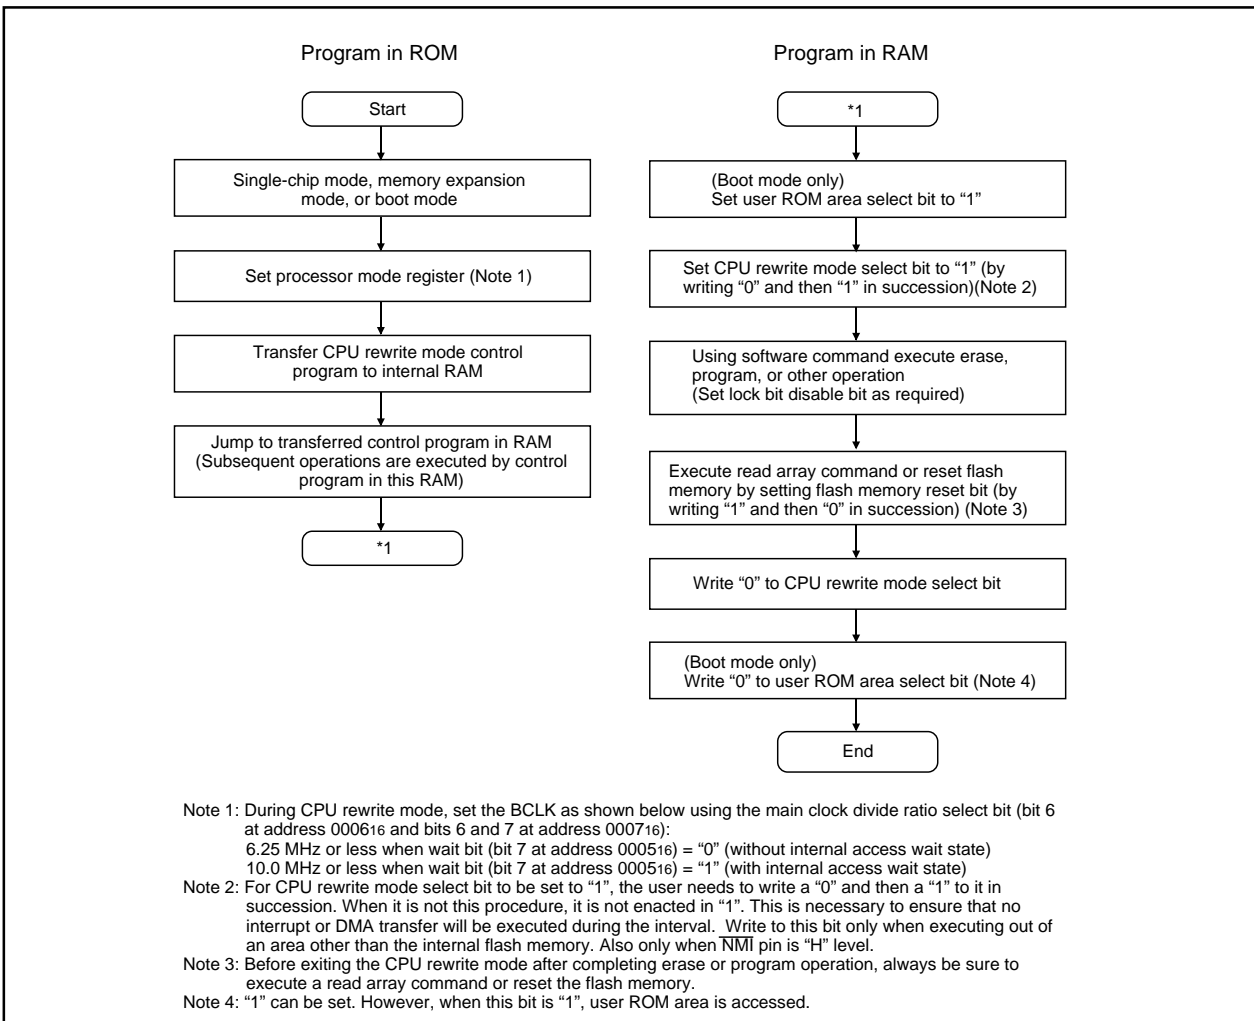 Program in ROM
Start
Single-chip mode, memory expansion
mode, or boot mode
Set processor mode register (Note 1)
Transfer CPU rewrite mode control
program to internal RAM
Jump to transferred control program in RAM
(Subsequent operations are executed by control
program in this RAM)
*1
Program in RAM
*1
(Boot mode only)
Set user ROM area select bit to “1”
Set CPU rewrite mode select bit to “1” (by
writing “0” and then “1” in succession)(Note 2)
Using software command execute erase,
program, or other operation
(Set lock bit disable bit as required)
Execute read array command or reset flash
memory by setting flash memory reset bit (by
writing “1” and then “0” in succession) (Note 3)
Write “0” to CPU rewrite mode select bit
(Boot mode only)
Write “0” to user ROM area select bit (Note 4)
End
Note 1: During CPU rewrite mode, set the BCLK as shown below using the main clock divide ratio select bit (bit 6
at address 000616 and bits 6 and 7 at address 000716):
6.25 MHz or less when wait bit (bit 7 at address 000516) = “0” (without internal access wait state)
10.0 MHz or less when wait bit (bit 7 at address 000516) = “1” (with internal access wait state)
Note 2: For CPU rewrite mode select bit to be set to “1”, the user needs to write a “0” and then a “1” to it in
succession. When it is not this procedure, it is not enacted in “1”. This is necessary to ensure that no
interrupt or DMA transfer will be executed during the interval. Write to this bit only when executing out of
an area other than the internal flash memory. Also only when NMI pin is “H” level.
Note 3: Before exiting the CPU rewrite mode after completing erase or program operation, always be sure to
execute a read array command or reset the flash memory.
Note 4: “1” can be set. However, when this bit is “1”, user ROM area is accessed.